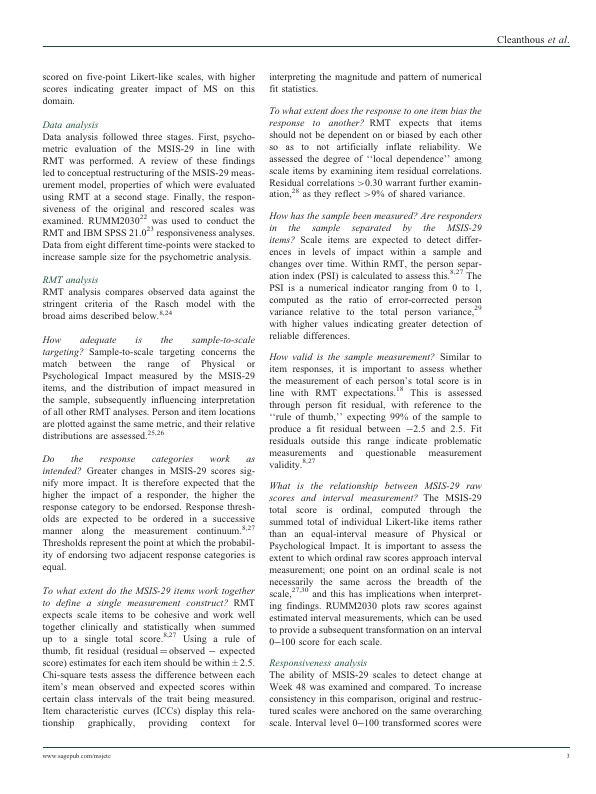 Cleanthous et al.
scored on five-point Likert-like scales, with higher
scores indicating greater impact of MS on this
domain.
Data analysis
Data analysis followed three stages. First, psycho-
metric evaluation of the MSIS-29 in line with
RMT was performed. A review of these findings
led to conceptual restructuring of the MSIS-29 meas-
urement model, properties of which were evaluated
using RMT at a second stage. Finally, the respon-
siveness of the original and rescored scales was
examined. RUMM2030²² was used to conduct the
RMT and IBM SPSS 21.0²³ responsiveness analyses.
Data from eight different time-points were stacked to
increase sample size for the psychometric analysis.
RMT analysis
RMT analysis compares observed data against the
stringent criteria of the Rasch model with the
broad aims described below.⁸,²⁴
How adequate is the sample-to-scale
targeting? Sample-to-scale targeting concerns the
match between the range of Physical or
Psychological Impact measured by the MSIS-29
items, and the distribution of impact measured in
the sample, subsequently influencing interpretation
of all other RMT analyses. Person and item locations
are plotted against the same metric, and their relative
distributions are assessed.²⁵,²⁶
Do the response categories work as
intended? Greater changes in MSIS-29 scores sig-
nify more impact. It is therefore expected that the
higher the impact of a responder, the higher the
response category to be endorsed. Response thresh-
olds are expected to be ordered in a successive
manner along the measurement continuum.⁸,²⁷
Thresholds represent the point at which the probabil-
ity of endorsing two adjacent response categories is
equal.
To what extent do the MSIS-29 items work together
to define a single measurement construct? RMT
expects scale items to be cohesive and work well
together clinically and statistically when summed
up to a single total score.⁸,²⁷ Using a rule of
thumb, fit residual (residual = observed − expected
score) estimates for each item should be within ± 2.5.
Chi-square tests assess the difference between each
item's mean observed and expected scores within
certain class intervals of the trait being measured.
Item characteristic curves (ICCs) display this rela-
tionship graphically, providing context for
interpreting the magnitude and pattern of numerical
fit statistics.
To what extent does the response to one item bias the
response to another? RMT expects that items
should not be dependent on or biased by each other
so as to not artificially inflate reliability. We
assessed the degree of ‘‘local dependence’’ among
scale items by examining item residual correlations.
Residual correlations >0.30 warrant further examin-
ation,²⁸ as they reflect >9% of shared variance.
How has the sample been measured? Are responders
in the sample separated by the MSIS-29
items? Scale items are expected to detect differ-
ences in levels of impact within a sample and
changes over time. Within RMT, the person separ-
ation index (PSI) is calculated to assess this.⁸,²⁷ The
PSI is a numerical indicator ranging from 0 to 1,
computed as the ratio of error-corrected person
variance relative to the total person variance,²⁹
with higher values indicating greater detection of
reliable differences.
How valid is the sample measurement? Similar to
item responses, it is important to assess whether
the measurement of each person's total score is in
line with RMT expectations.¹⁸ This is assessed
through person fit residual, with reference to the
‘‘rule of thumb,’’ expecting 99% of the sample to
produce a fit residual between −2.5 and 2.5. Fit
residuals outside this range indicate problematic
measurements and questionable measurement
validity.⁸,²⁷
What is the relationship between MSIS-29 raw
scores and interval measurement? The MSIS-29
total score is ordinal, computed through the
summed total of individual Likert-like items rather
than an equal-interval measure of Physical or
Psychological Impact. It is important to assess the
extent to which ordinal raw scores approach interval
measurement; one point on an ordinal scale is not
necessarily the same across the breadth of the
scale,²⁷,³⁰ and this has implications when interpret-
ing findings. RUMM2030 plots raw scores against
estimated interval measurements, which can be used
to provide a subsequent transformation on an interval
0–100 score for each scale.
Responsiveness analysis
The ability of MSIS-29 scales to detect change at
Week 48 was examined and compared. To increase
consistency in this comparison, original and restruc-
tured scales were anchored on the same overarching
scale. Interval level 0–100 transformed scores were
www.sagepub.com/msjetc
3